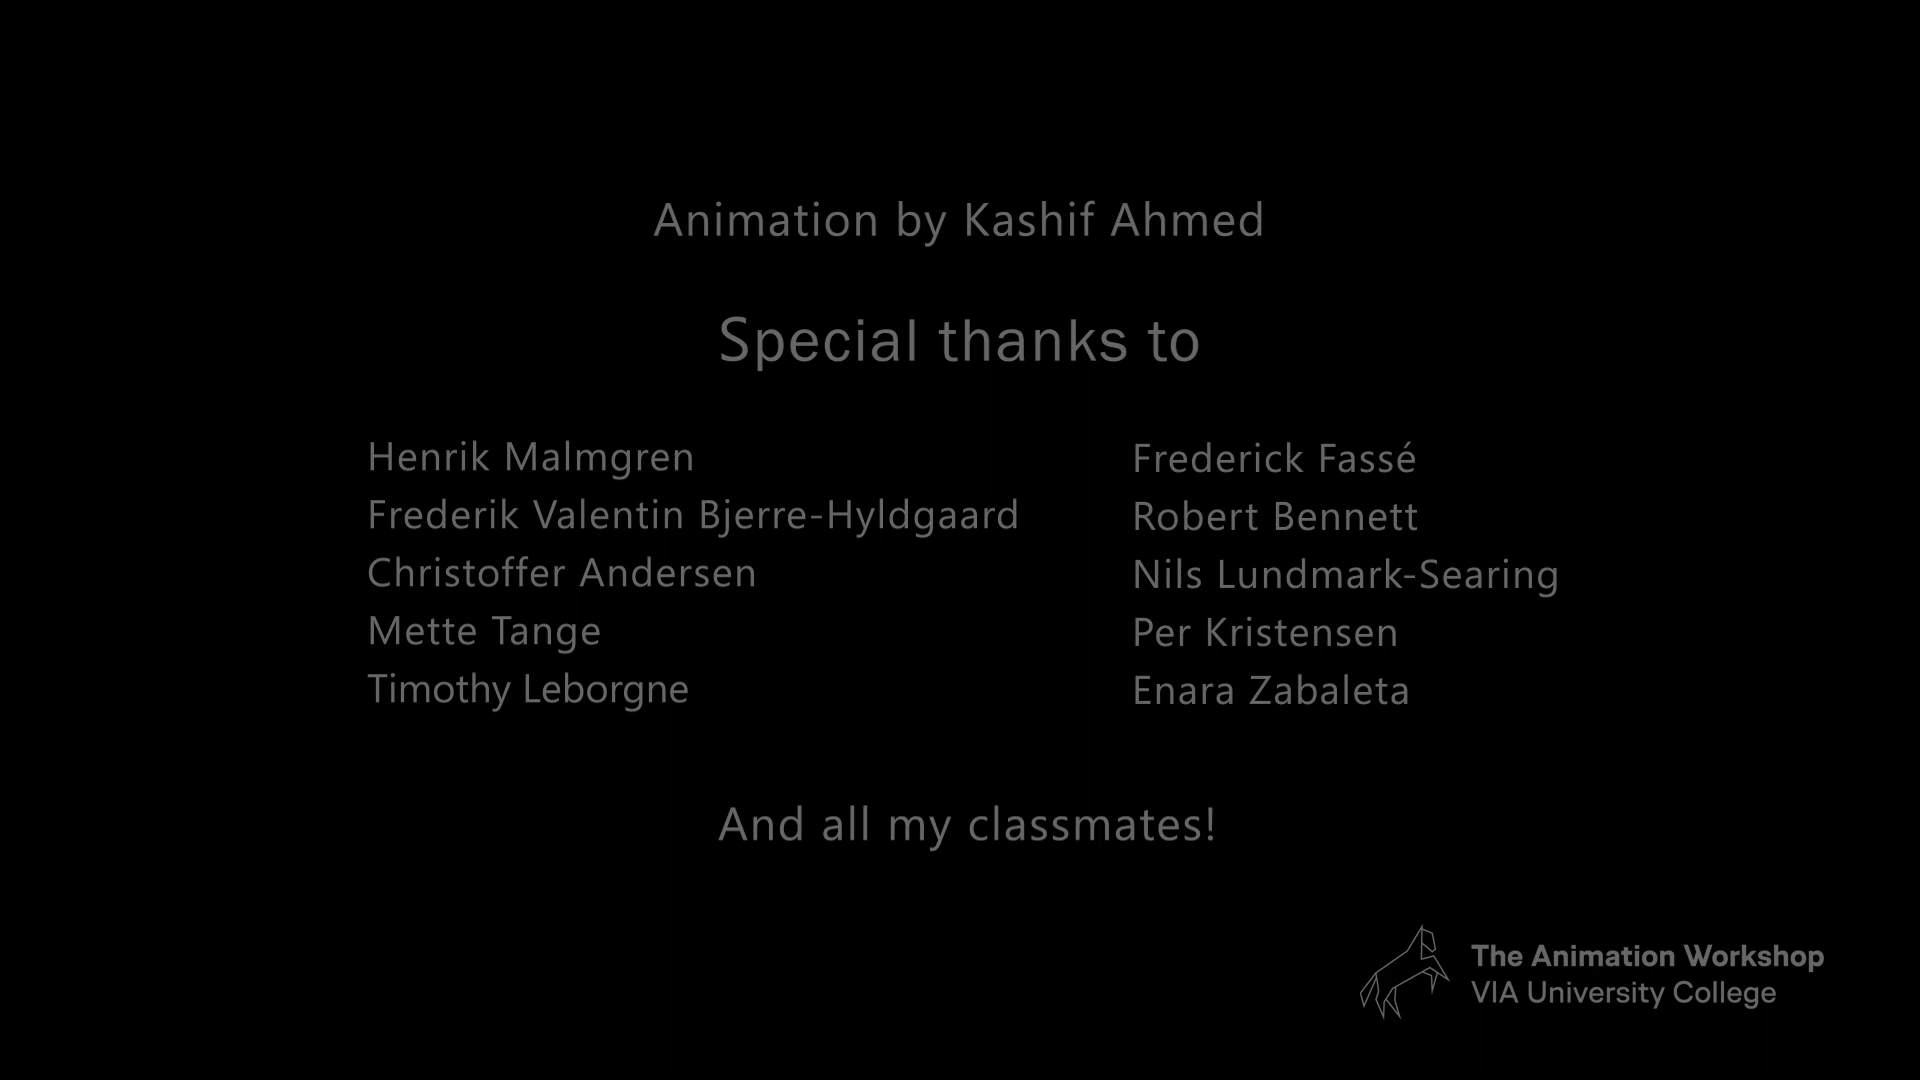 Animation by Kashif Ahmed
Special thanks to
Henrik Malmgren
Frederik Valentin Bjerre-Hyldgaard
Christoffer Andersen
Mette Tange
Timothy Leborgne
Frederick Fassé
Robert Bennett
Nils Lundmark-Searing
Per Kristensen
Enara Zabaleta
And all my classmates!
The Animation Workshop
VIA University College